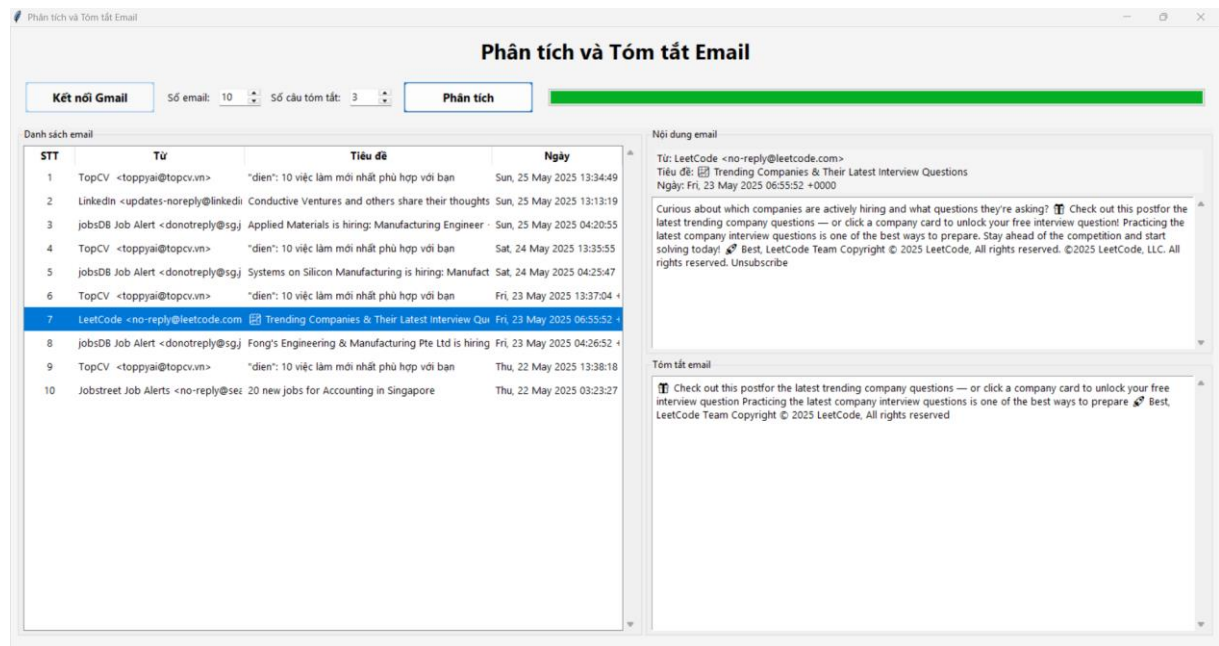 Phân tích và Tóm tắt Email
Phân tích và Tóm tắt Email
Kết nối Gmail Số email: 10 Số câu tóm tắt: 3 Phân tích
Danh sách email
STT Từ Tiêu đề Ngày
1 TopCV <toppyai@topcv.vn> "dien": 10 việc làm mới nhất phù hợp với bạn Sun, 25 May 2025 13:34:49
2 LinkedIn <updates-noreply@linkedi Conductive Ventures and others share their thoughts Sun, 25 May 2025 13:13:19
3 jobsDB Job Alert <donotreply@sg.j Applied Materials is hiring: Manufacturing Engineer - Sun, 25 May 2025 04:20:55
4 TopCV <toppyai@topcv.vn> "dien": 10 việc làm mới nhất phù hợp với bạn Sat, 24 May 2025 13:35:55
5 jobsDB Job Alert <donotreply@sg.j Systems on Silicon Manufacturing is hiring: Manufact Sat, 24 May 2025 04:25:47
6 TopCV <toppyai@topcv.vn> "dien": 10 việc làm mới nhất phù hợp với bạn Fri, 23 May 2025 13:37:04 +
7 LeetCode <no-reply@leetcode.com 📈 Trending Companies & Their Latest Interview Que Fri, 23 May 2025 06:55:52 +
8 jobsDB Job Alert <donotreply@sg.j Fong's Engineering & Manufacturing Pte Ltd is hiring Fri, 23 May 2025 04:26:52 +
9 TopCV <toppyai@topcv.vn> "dien": 10 việc làm mới nhất phù hợp với bạn Thu, 22 May 2025 13:38:18
10 Jobstreet Job Alerts <no-reply@sea 20 new jobs for Accounting in Singapore Thu, 22 May 2025 03:23:27
Nội dung email
Từ: LeetCode <no-reply@leetcode.com>
Tiêu đề: 📈 Trending Companies & Their Latest Interview Questions
Ngày: Fri, 23 May 2025 06:55:52 +0000
Curious about which companies are actively hiring and what questions they're asking? 🎁 Check out this postfor the
latest trending company questions — or click a company card to unlock your free interview question! Practicing the
latest company interview questions is one of the best ways to prepare. Stay ahead of the competition and start
solving today! 🚀 Best, LeetCode Team Copyright © 2025 LeetCode, All rights reserved. ©2025 LeetCode, LLC. All
rights reserved. Unsubscribe
Tóm tắt email
🎁 Check out this postfor the latest trending company questions — or click a company card to unlock your free
interview question Practicing the latest company interview questions is one of the best ways to prepare 🚀 Best,
LeetCode Team Copyright © 2025 LeetCode, All rights reserved